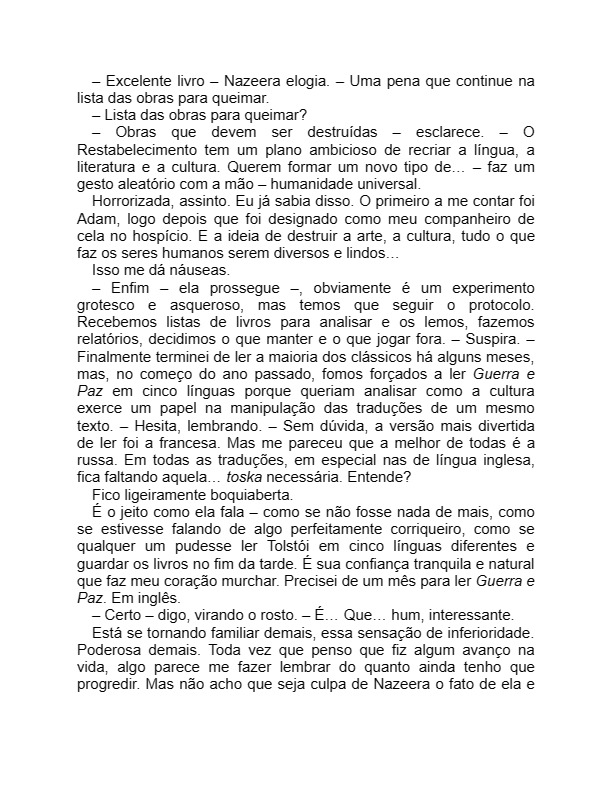 – Excelente livro – Nazeera elogia. – Uma pena que continue na
lista das obras para queimar.
– Lista das obras para queimar?
– Obras que devem ser destruídas – esclarece. – O
Restabelecimento tem um plano ambicioso de recriar a língua, a
literatura e a cultura. Querem formar um novo tipo de… – faz um
gesto aleatório com a mão – humanidade universal.
Horrorizada, assinto. Eu já sabia disso. O primeiro a me contar foi
Adam, logo depois que foi designado como meu companheiro de
cela no hospício. E a ideia de destruir a arte, a cultura, tudo o que
faz os seres humanos serem diversos e lindos…
Isso me dá náuseas.
– Enfim – ela prossegue –, obviamente é um experimento
grotesco e asqueroso, mas temos que seguir o protocolo.
Recebemos listas de livros para analisar e os lemos, fazemos
relatórios, decidimos o que manter e o que jogar fora. – Suspira. –
Finalmente terminei de ler a maioria dos clássicos há alguns meses,
mas, no começo do ano passado, fomos forçados a ler Guerra e
Paz em cinco línguas porque queriam analisar como a cultura
exerce um papel na manipulação das traduções de um mesmo
texto. – Hesita, lembrando. – Sem dúvida, a versão mais divertida
de ler foi a francesa. Mas me pareceu que a melhor de todas é a
russa. Em todas as traduções, em especial nas de língua inglesa,
fica faltando aquela… toska necessária. Entende?
Fico ligeiramente boquiaberta.
É o jeito como ela fala – como se não fosse nada de mais, como
se estivesse falando de algo perfeitamente corriqueiro, como se
qualquer um pudesse ler Tolstói em cinco línguas diferentes e
guardar os livros no fim da tarde. É sua confiança tranquila e natural
que faz meu coração murchar. Precisei de um mês para ler Guerra e
Paz. Em inglês.
– Certo – digo, virando o rosto. – É… Que… hum, interessante.
Está se tornando familiar demais, essa sensação de inferioridade.
Poderosa demais. Toda vez que penso que fiz algum avanço na
vida, algo parece me fazer lembrar do quanto ainda tenho que
progredir. Mas não acho que seja culpa de Nazeera o fato de ela e